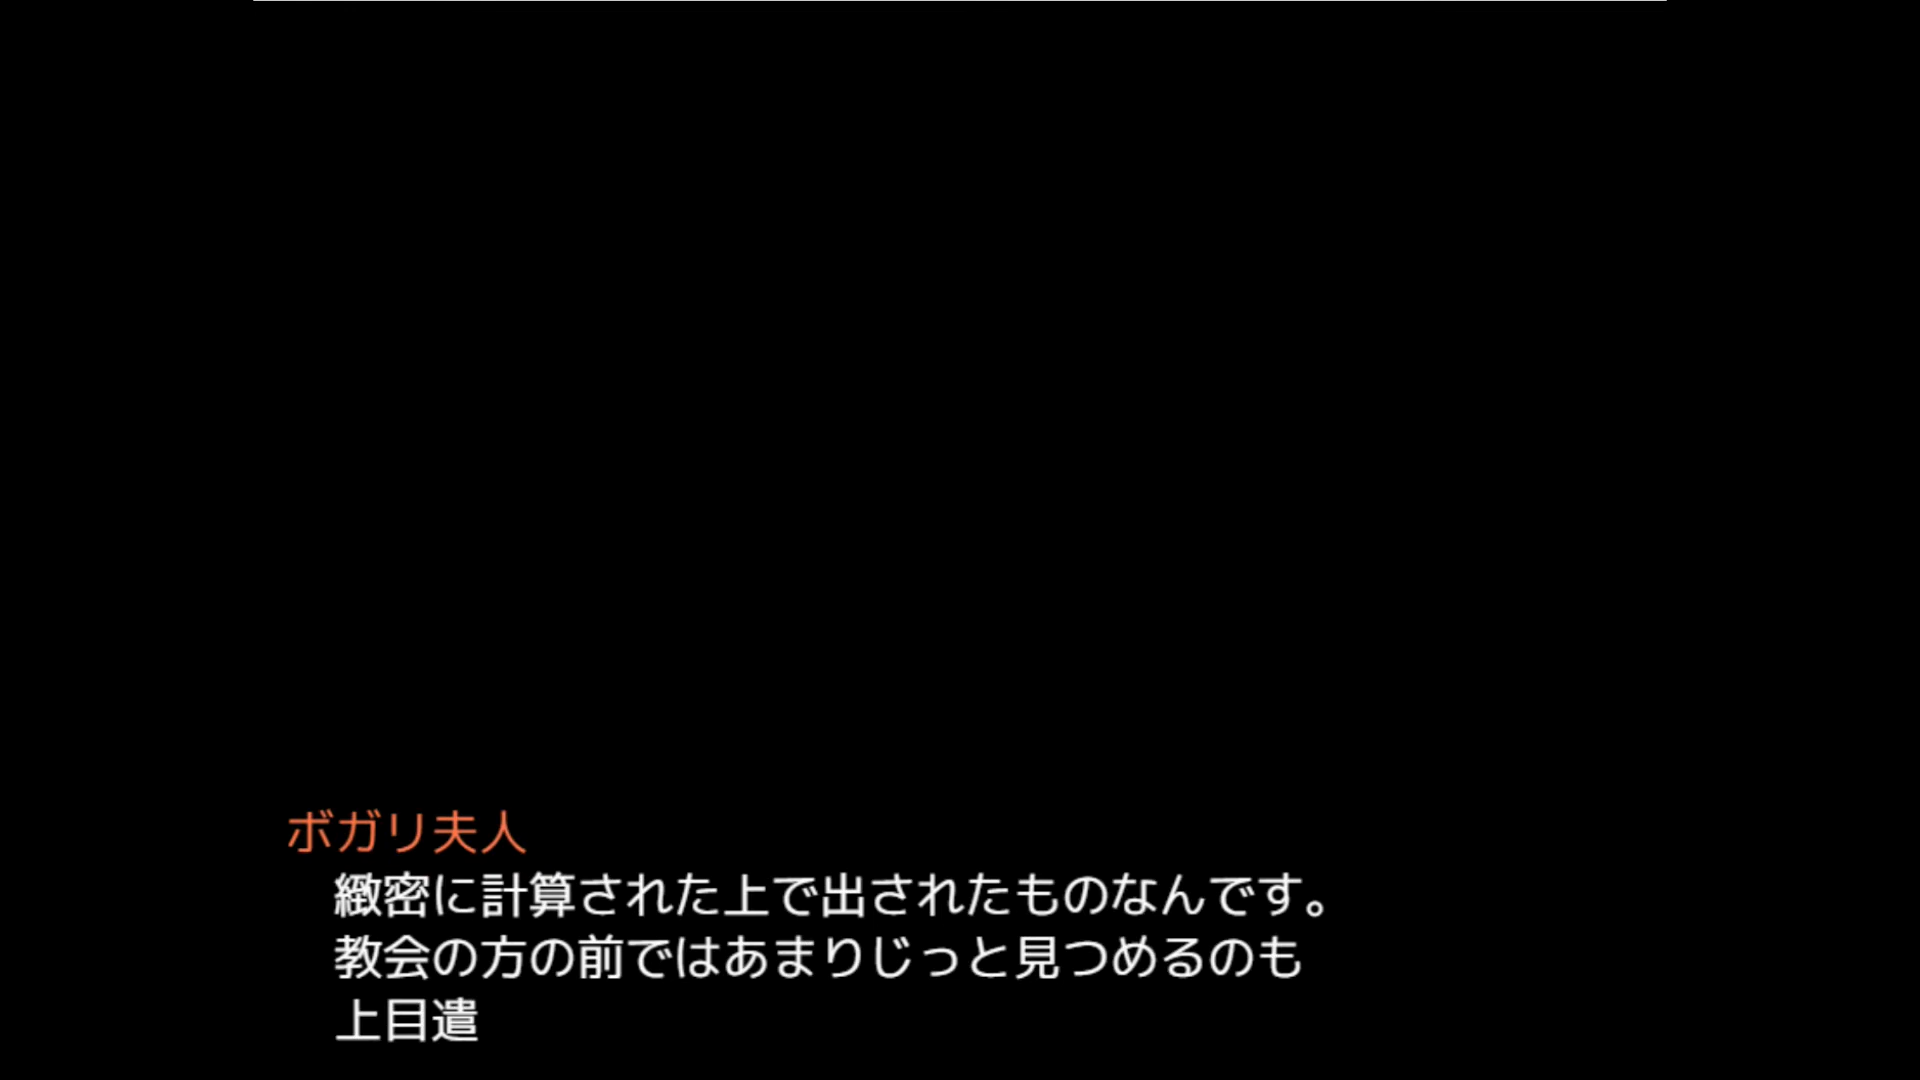 ボガリ夫人
緻密に計算された上で出されたものなんです。
教会の方の前ではあまりじっと見つめるのも
上目遣